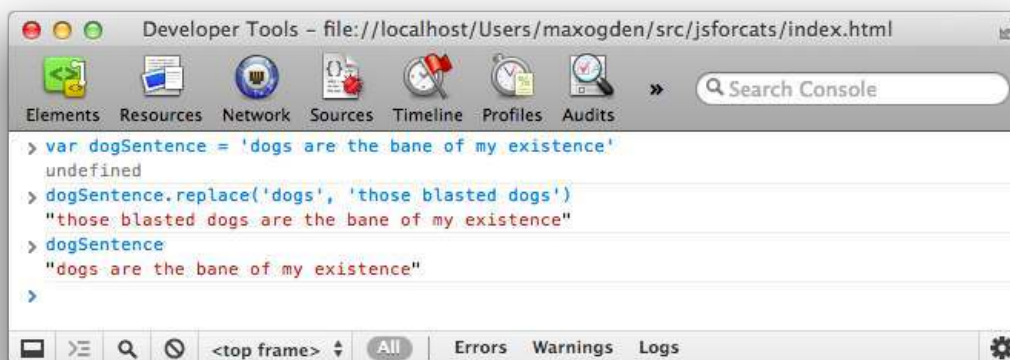 Developer Tools - file://localhost/Users/maxogden/src/jsforcats/index.html
Elements Resources Network Sources Timeline Profiles Audits » Search Console
> var dogSentence = 'dogs are the bane of my existence'
undefined
> dogSentence.replace('dogs', 'those blasted dogs')
"those blasted dogs are the bane of my existence"
> dogSentence
"dogs are the bane of my existence"
>
<top frame> All Errors Warnings Logs